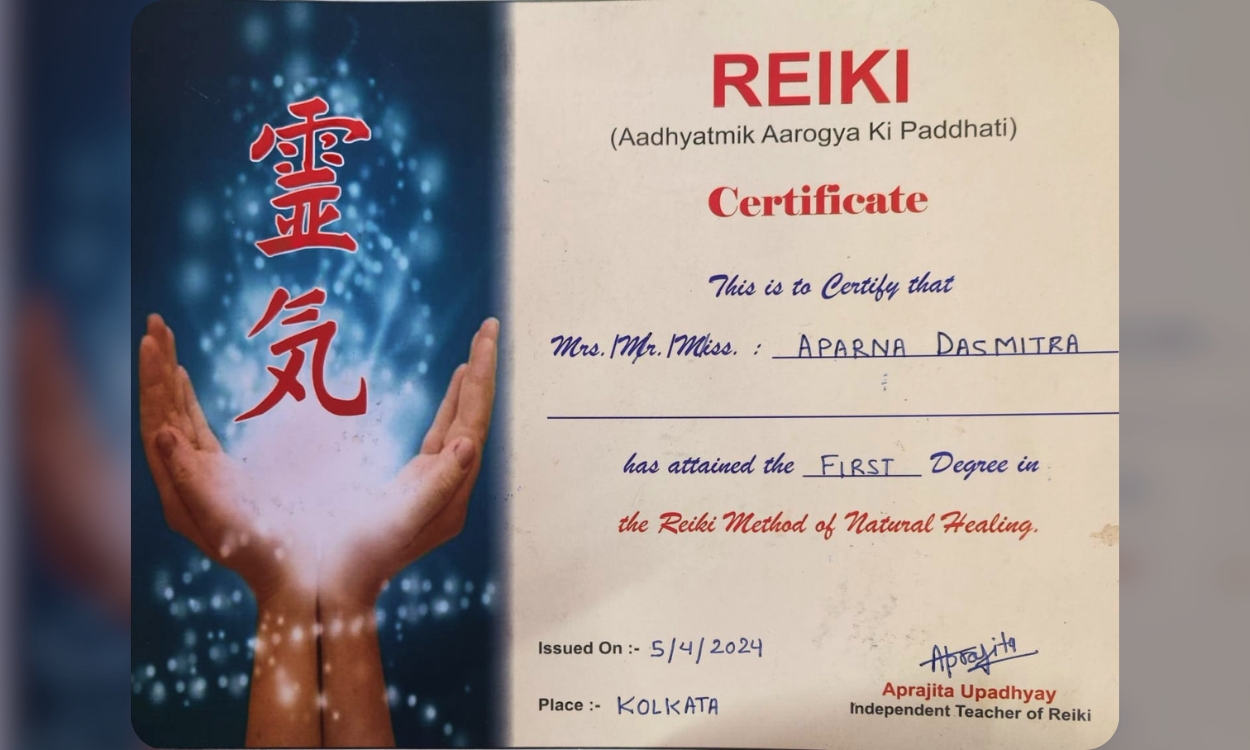 霊気
REIKI
(Aadhyatmik Aarogya Ki Paddhati)
Certificate
This is to Certify that
Mrs./Mr./Miss. : APARNA DASMITRA
has attained the FIRST Degree in
the Reiki Method of Natural Healing.
Issued On :- 5/4/2024
Place :- KOLKATA
Aprajita
Aprajita Upadhyay
Independent Teacher of Reiki